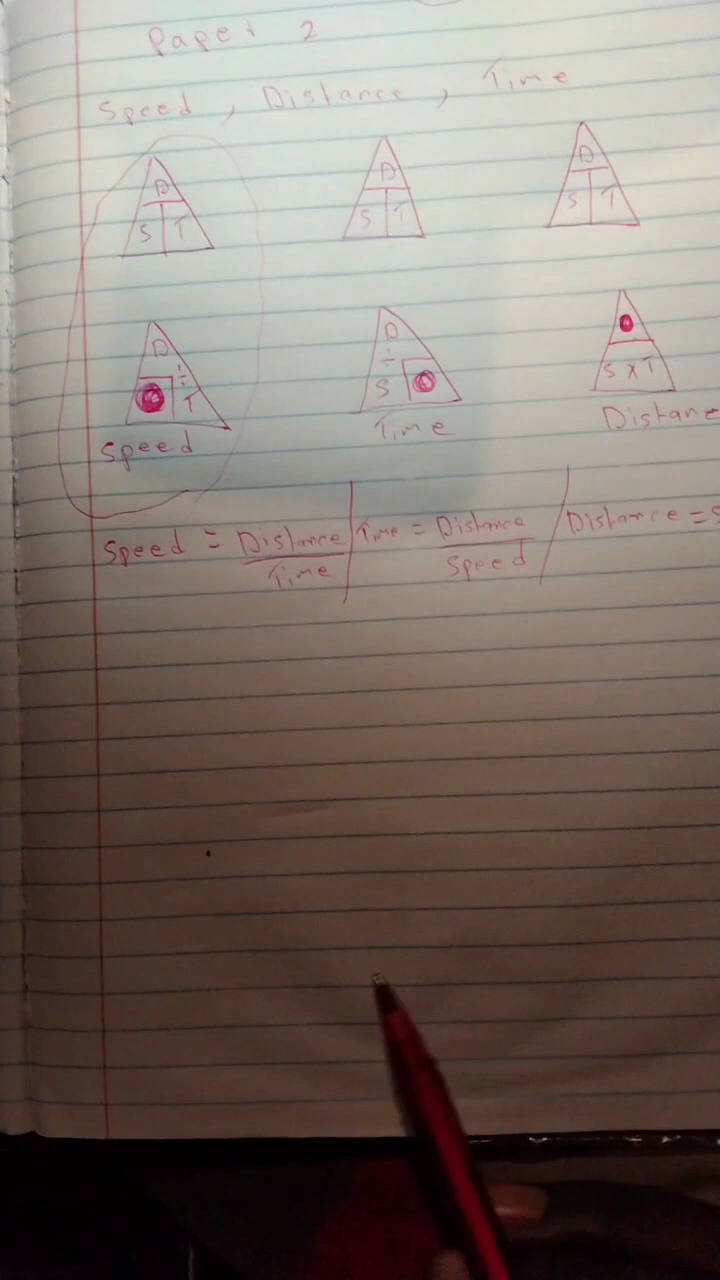 Paper 2
Speed, Distance, Time
D
S T
D
S T
D
S T
D
÷
T
Speed
D
÷
S
Time
S x T
Distance
Speed = Distance
Time
Time = Distance
Speed
Distance = S